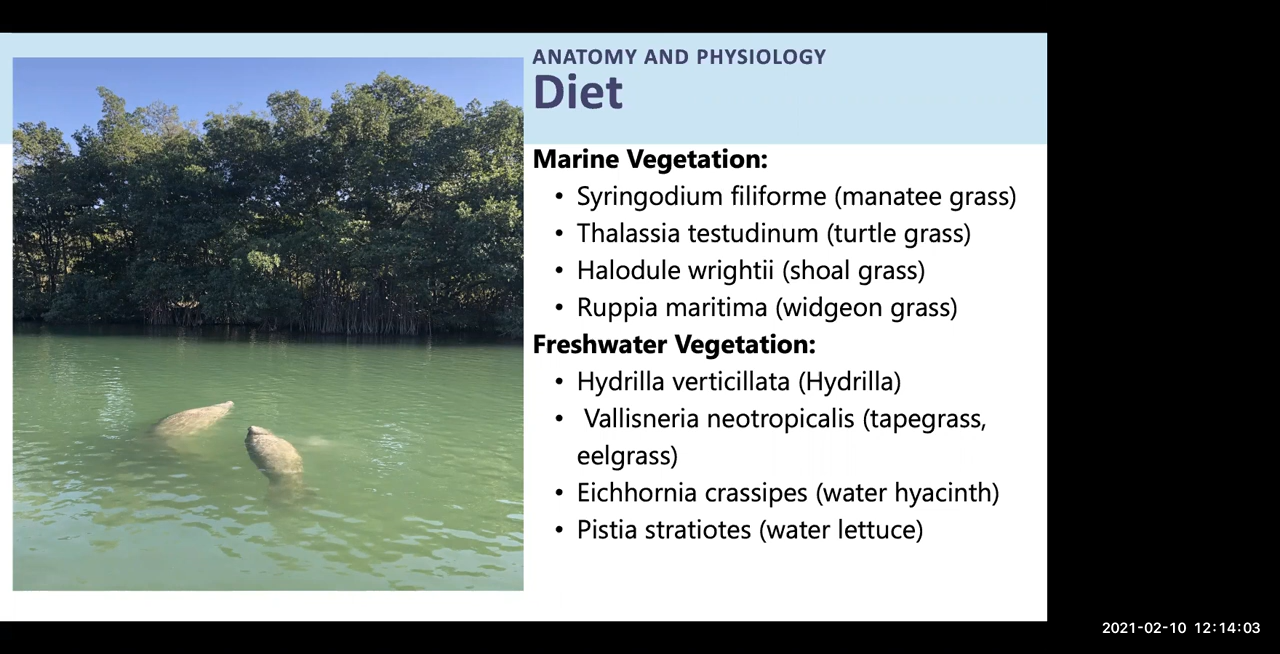 ANATOMY AND PHYSIOLOGY
Diet
Marine Vegetation:
• Syringodium filiforme (manatee grass)
• Thalassia testudinum (turtle grass)
• Halodule wrightii (shoal grass)
• Ruppia maritima (widgeon grass)
Freshwater Vegetation:
• Hydrilla verticillata (Hydrilla)
• Vallisneria neotropicalis (tapegrass,
eelgrass)
• Eichhornia crassipes (water hyacinth)
• Pistia stratiotes (water lettuce)
2021-02-10 12:14:03